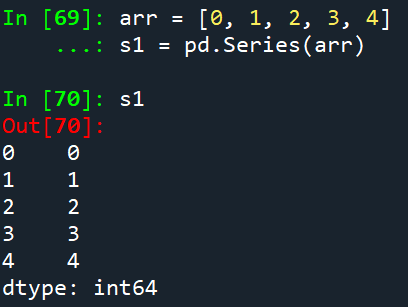 In [69]: arr = [0, 1, 2, 3, 4]
    ...: s1 = pd.Series(arr)

In [70]: s1
Out[70]:
0    0
1    1
2    2
3    3
4    4
dtype: int64